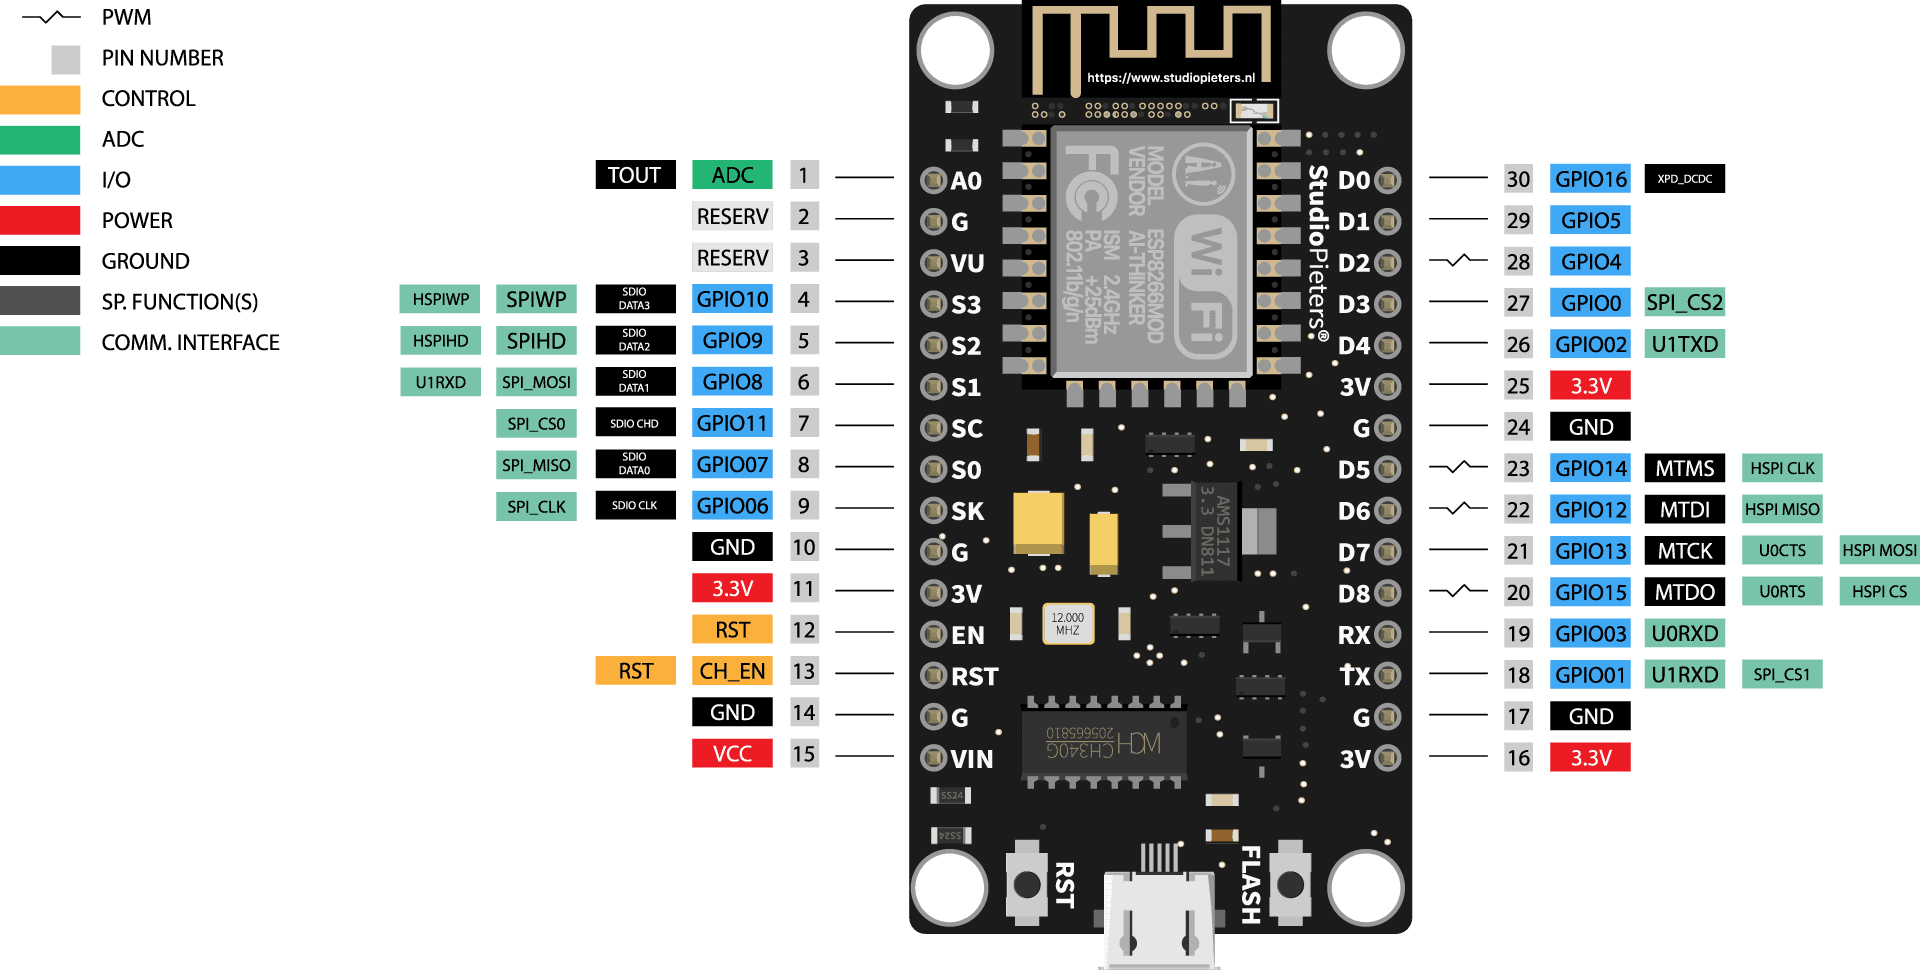 PWM
PIN NUMBER
CONTROL
ADC
I/O
POWER
GROUND
SP. FUNCTION(S)
COMM. INTERFACE
TOUT ADC 1
RESERV 2
RESERV 3
HSPIWP SPIWP SDIO DATA3 GPIO10 4
HSPIHD SPIHD SDIO DATA2 GPIO9 5
U1RXD SPI_MOSI SDIO DATA1 GPIO8 6
SPI_CS0 SDIO CHD GPIO11 7
SPI_MISO SDIO DATA0 GPIO07 8
SPI_CLK SDIO CLK GPIO06 9
GND 10
3.3V 11
RST 12
RST CH_EN 13
GND 14
VCC 15
A0
G
VU
S3
S2
S1
SC
S0
SK
G
3V
EN
RST
G
VIN
https://www.studiopieters.nl
FCC
Ai
MODEL ESP8266MOD
VENDOR AI-THINKER
ISM 2.4GHz
PA +25dBm
802.11b/g/n
WiFi
StudioPieters®
AMS1117
3.3 DN811
12.000
MHZ
WCH
CH340G
205665810
SS24
SS24
RST
FLASH
D0
D1
D2
D3
D4
3V
G
D5
D6
D7
D8
RX
TX
G
3V
30 GPIO16 XPD_DCDC
29 GPIO5
28 GPIO4
27 GPIO0 SPI_CS2
26 GPIO02 U1TXD
25 3.3V
24 GND
23 GPIO14 MTMS HSPI CLK
22 GPIO12 MTDI HSPI MISO
21 GPIO13 MTCK U0CTS HSPI MOSI
20 GPIO15 MTDO U0RTS HSPI CS
19 GPIO03 U0RXD
18 GPIO01 U1RXD SPI_CS1
17 GND
16 3.3V